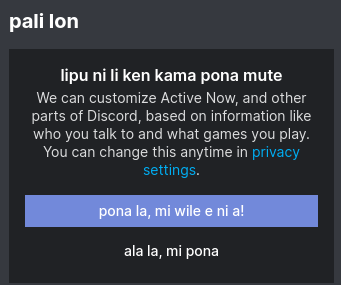 pali lon
lipu ni li ken kama pona mute
We can customize Active Now, and other
parts of Discord, based on information like
who you talk to and what games you play.
You can change this anytime in privacy
settings.
pona la, mi wile e ni a!
ala la, mi pona